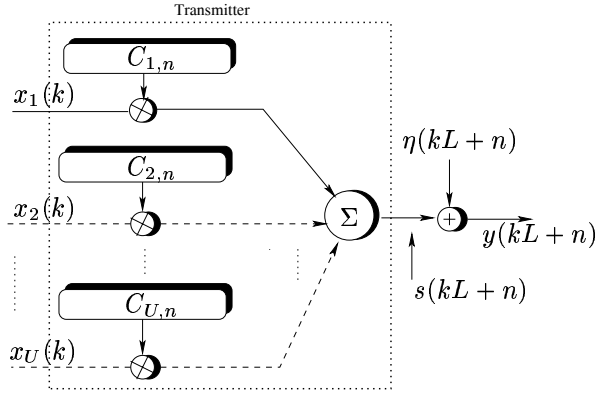 Transmitter
C_{1,n}
x_1(k)
η(kL + n)
C_{2,n}
x_2(k)
Σ
+
y(kL + n)
s(kL + n)
C_{U,n}
x_U(k)